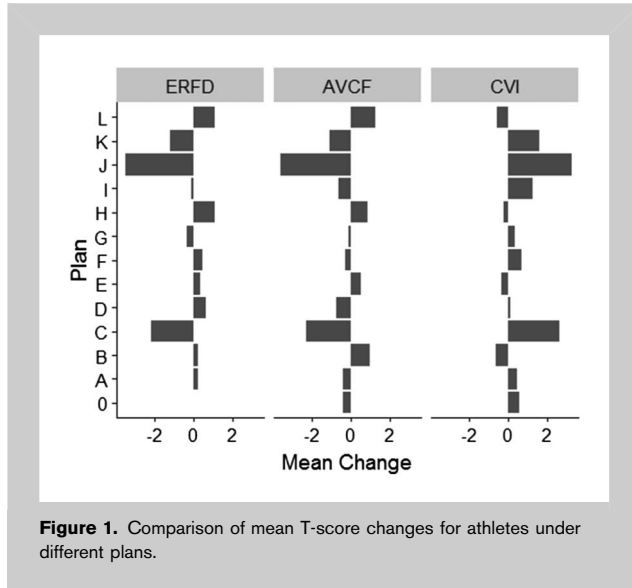 ERFD AVCF CVI
L
K
J
I
H
G
F
E
D
C
B
A
0
Plan
-2 0 2 -2 0 2 -2 0 2
Mean Change
Figure 1. Comparison of mean T-score changes for athletes under
different plans.